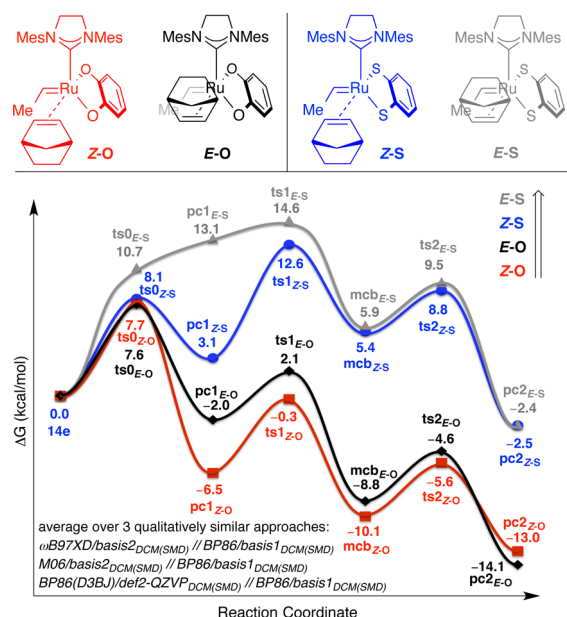 NMes
MesN
NMes
MesN
NMes
MesN
NMes
MesN
O
Ru
O
Me
Z-O
O
Ru
O
Me
E-O
S
Ru
S
Me
Z-S
S
Ru
S
Me
E-S
ts0E-S
10.7
pc1E-S
13.1
ts1E-S
14.6
E-S
Z-S
E-O
Z-O
8.1
ts0Z-S
12.6
ts1Z-S
ts2E-S
9.5
mcbE-S
5.9
8.8
ts2Z-S
7.7
ts0Z-O
7.6
ts0E-O
pc1Z-S
3.1
ts1E-O
2.1
5.4
mcbZ-S
pc2E-S
−2.4
0.0
14e
pc1E-O
−2.0
−0.3
ts1Z-O
ts2E-O
−4.6
−2.5
pc2Z-S
−6.5
pc1Z-O
mcbE-O
−8.8
−5.6
ts2Z-O
−10.1
mcbZ-O
pc2Z-O
−13.0
−14.1
pc2E-O
average over 3 qualitatively similar approaches:
ωB97XD/basis2DCM(SMD) // BP86/basis1DCM(SMD)
M06/basis2DCM(SMD) // BP86/basis1DCM(SMD)
BP86(D3BJ)/def2-QZVPDCM(SMD) // BP86/basis1DCM(SMD)
ΔG (kcal/mol)
Reaction Coordinate